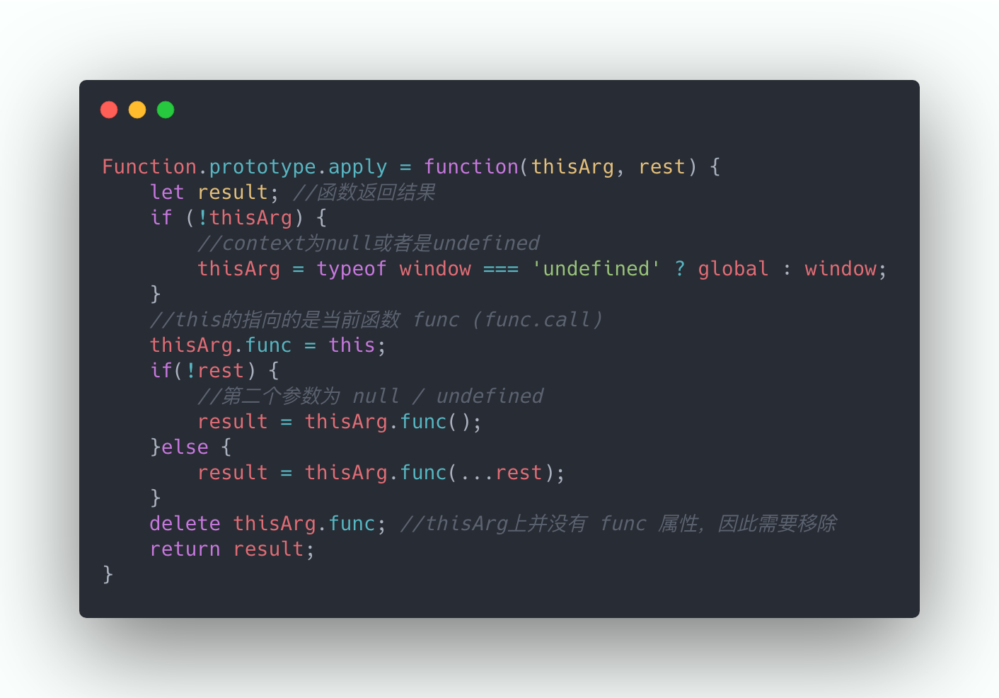 Function.prototype.apply = function(thisArg, rest) {
    let result; //函数返回结果
    if (!thisArg) {
        //context为null或者是undefined
        thisArg = typeof window === 'undefined' ? global : window;
    }
    //this的指向的是当前函数 func (func.call)
    thisArg.func = this;
    if(!rest) {
        //第二个参数为 null / undefined
        result = thisArg.func();
    }else {
        result = thisArg.func(...rest);
    }
    delete thisArg.func; //thisArg上并没有 func 属性，因此需要移除
    return result;
}